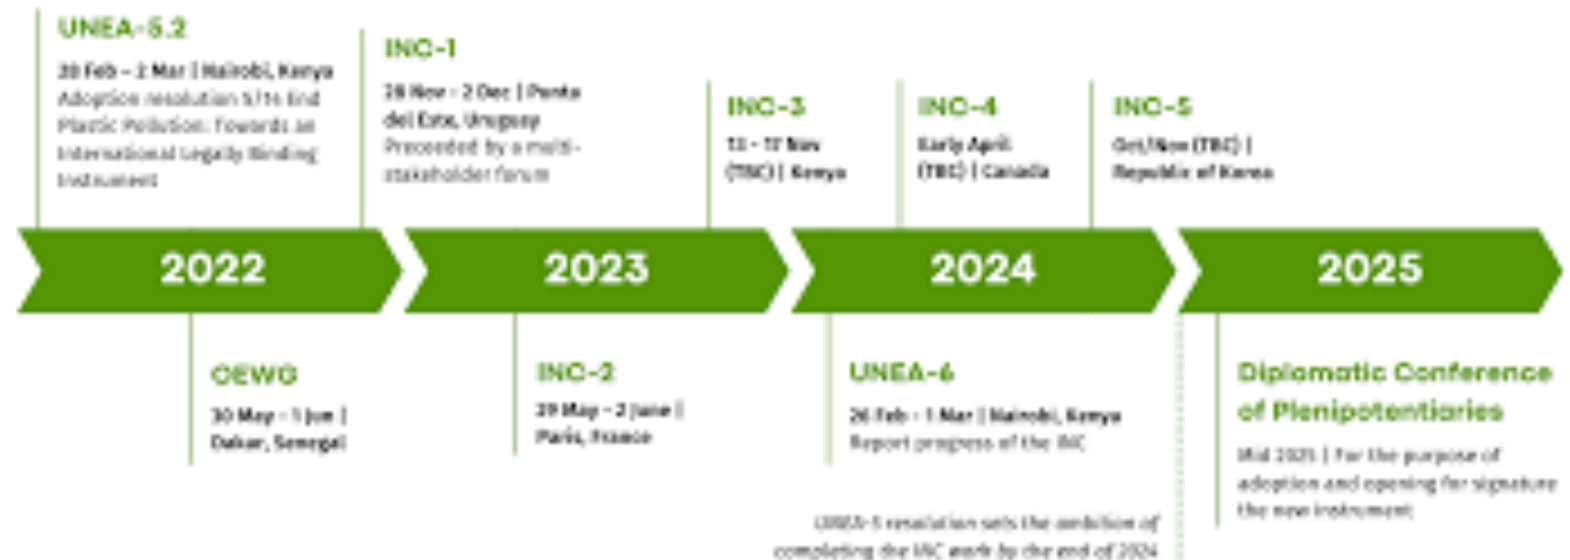 UNEA-5.2
28 Feb - 2 Mar | Nairobi, Kenya
Adoption resolution 5/14 End
Plastic Pollution: Towards an
International Legally Binding
Instrument
INC-1
28 Nov - 2 Dec | Punta
del Este, Uruguay
Preceded by a multi-
stakeholder forum
INC-3
13 - 17 Nov
(TBC) | Kenya
INC-4
Early April
(TBC) | Canada
INC-5
Oct/Nov (TBC) |
Republic of Korea
2022
2023
2024
2025
OEWG
30 May - 1 Jun |
Dakar, Senegal
INC-2
29 May - 2 June |
Paris, France
UNEA-6
26 Feb - 1 Mar | Nairobi, Kenya
Report progress of the INC
Diplomatic Conference
of Plenipotentiaries
Mid 2025 | For the purpose of
adoption and opening for signature
the new instrument
UNEA-5 resolution sets the ambition of
completing the INC work by the end of 2024